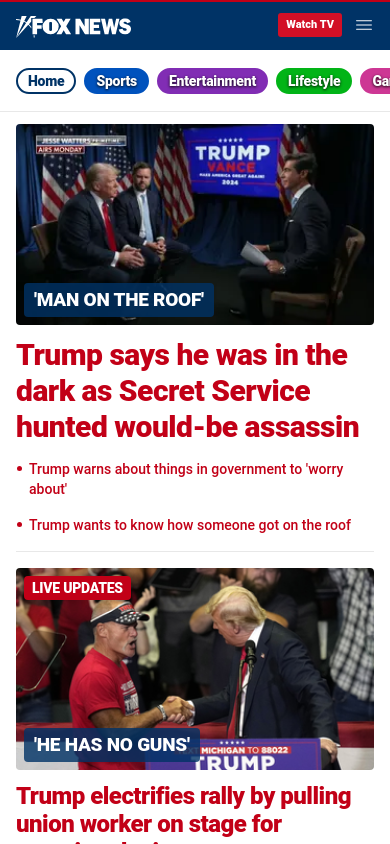 FOX NEWS
Watch TV
Home
Sports
Entertainment
Lifestyle
Ga
JESSE WATTERS PRIMETIME
AIRS MONDAY
TRUMP
VANCE
MAKE AMERICA GREAT AGAIN!
2024
'MAN ON THE ROOF'
Trump says he was in the
dark as Secret Service
hunted would-be assassin
• Trump warns about things in government to 'worry
about'
• Trump wants to know how someone got on the roof
LIVE UPDATES
'HE HAS NO GUNS'
MICHIGAN TO 88022
TRUMP
Trump electrifies rally by pulling
union worker on stage for